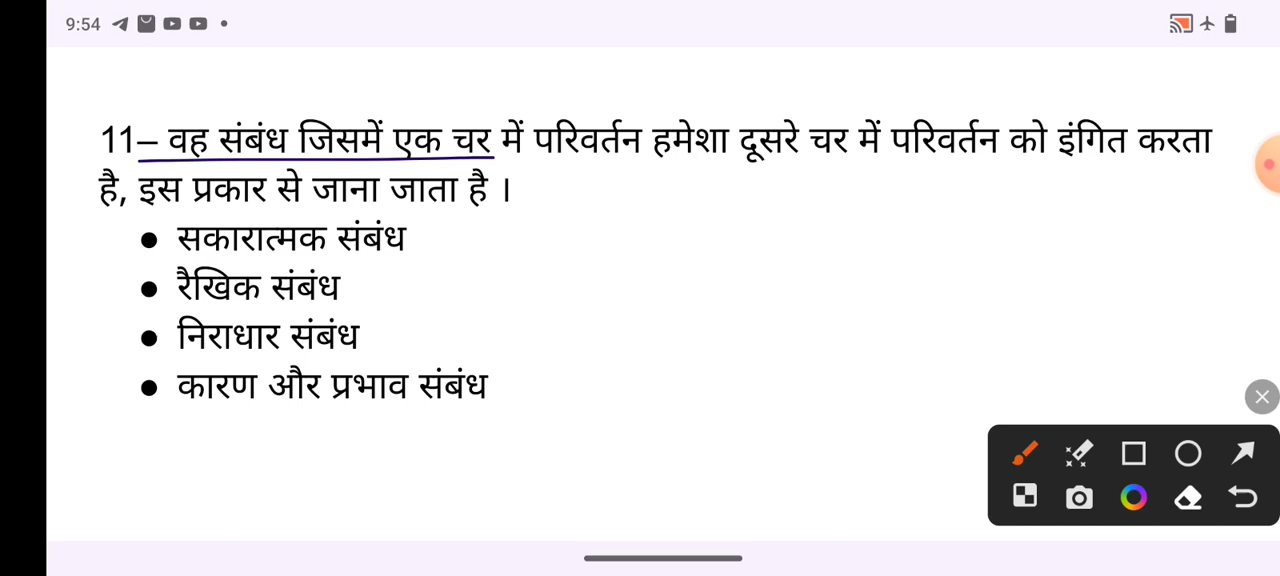 9:54
11– वह संबंध जिसमें एक चर में परिवर्तन हमेशा दूसरे चर में परिवर्तन को इंगित करता
है, इस प्रकार से जाना जाता है ।
● सकारात्मक संबंध
● रैखिक संबंध
● निराधार संबंध
● कारण और प्रभाव संबंध